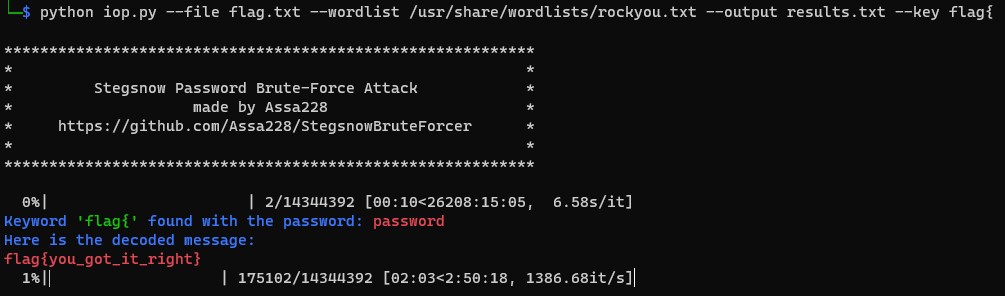 └─$ python iop.py --file flag.txt --wordlist /usr/share/wordlists/rockyou.txt --output results.txt --key flag{
***********************************************************
*                                                         *
*         Stegsnow Password Brute-Force Attack            *
*                    made by Assa228                      *
*     https://github.com/Assa228/StegsnowBruteForcer      *
*                                                         *
***********************************************************
  0%|                      | 2/14344392 [00:10<26208:15:05,  6.58s/it]
Keyword 'flag{' found with the password: password
Here is the decoded message:
flag{you_got_it_right}
  1%||                   | 175102/14344392 [02:03<2:50:18, 1386.68it/s]